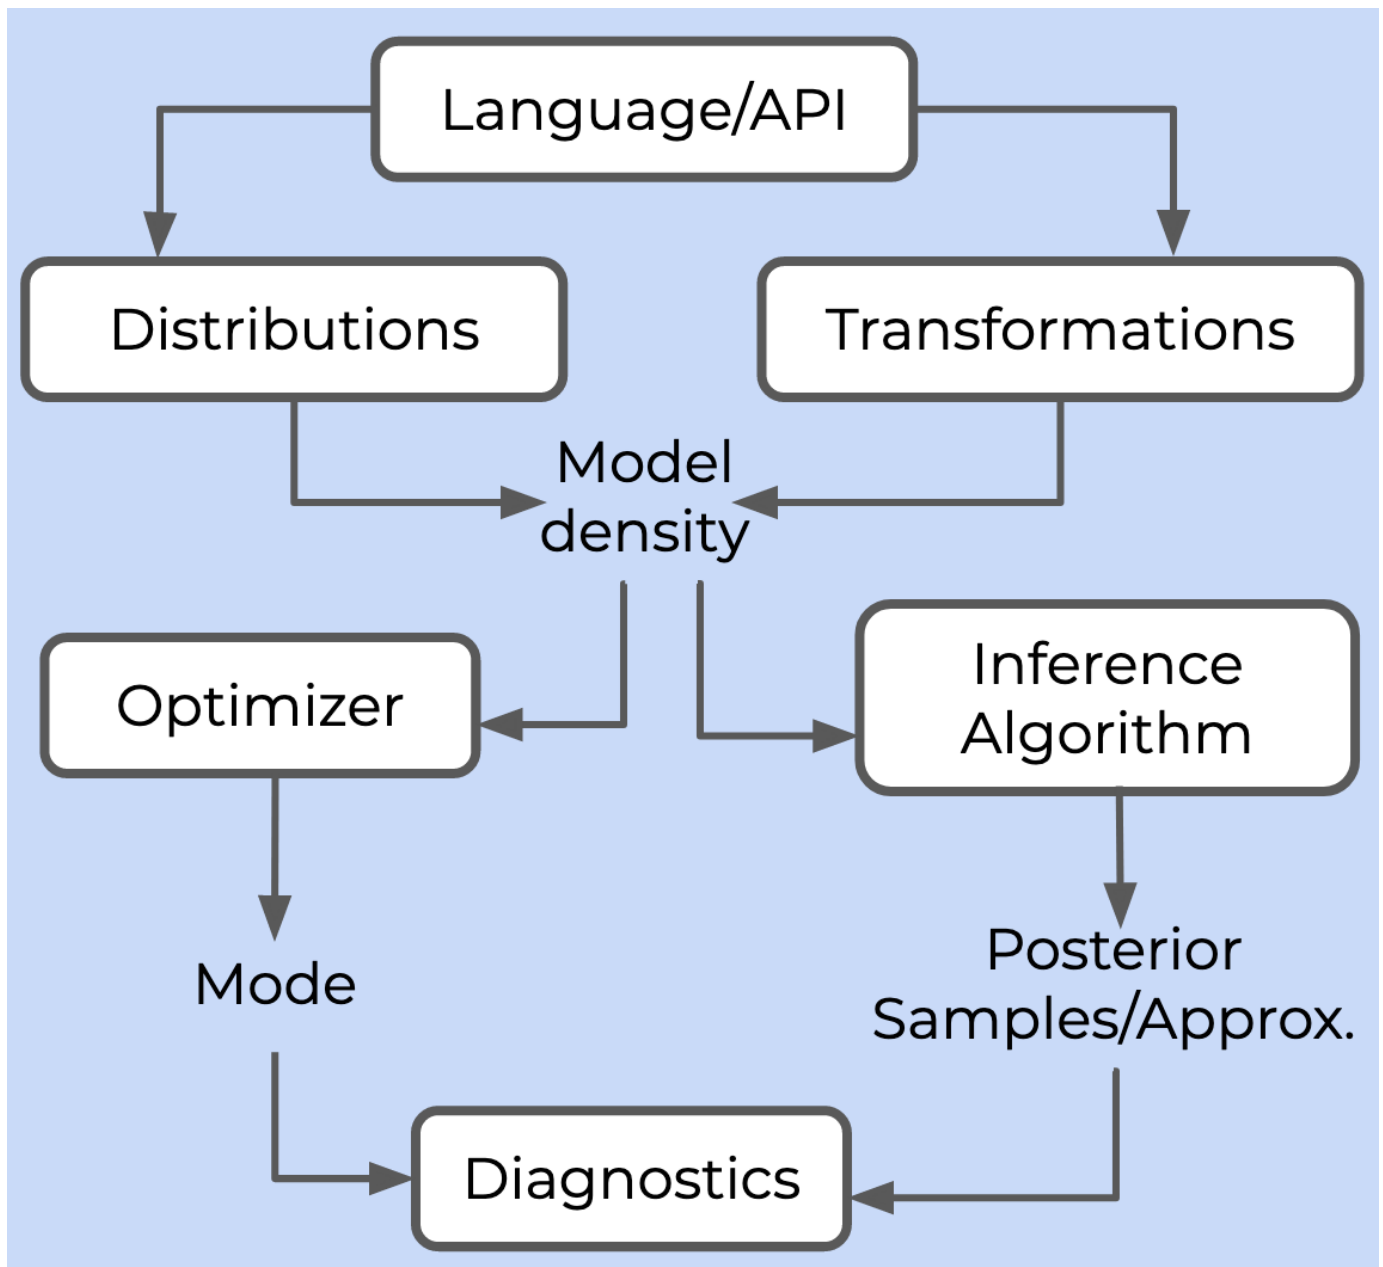 Language/API
Distributions
Transformations
Model
density
Optimizer
Inference
Algorithm
Mode
Posterior
Samples/Approx.
Diagnostics